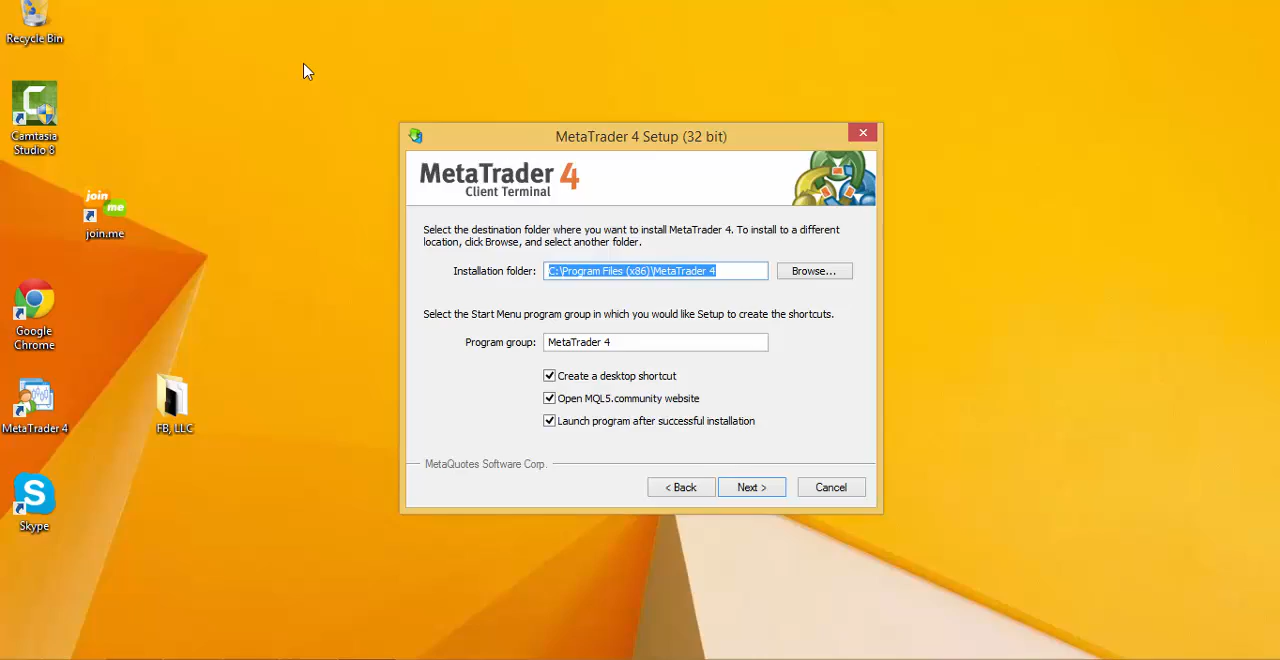 Recycle Bin
Camtasia
Studio 8
join
me
join.me
Google
Chrome
MetaTrader 4
FB, LLC
S
Skype
MetaTrader 4 Setup (32 bit)
MetaTrader 4
Client Terminal
Select the destination folder where you want to install MetaTrader 4. To install to a different
location, click Browse, and select another folder.
Installation folder: C:\Program Files (x86)\MetaTrader 4 Browse...
Select the Start Menu program group in which you would like Setup to create the shortcuts.
Program group: MetaTrader 4
Create a desktop shortcut
Open MQL5.community website
Launch program after successful installation
MetaQuotes Software Corp.
< Back Next > Cancel